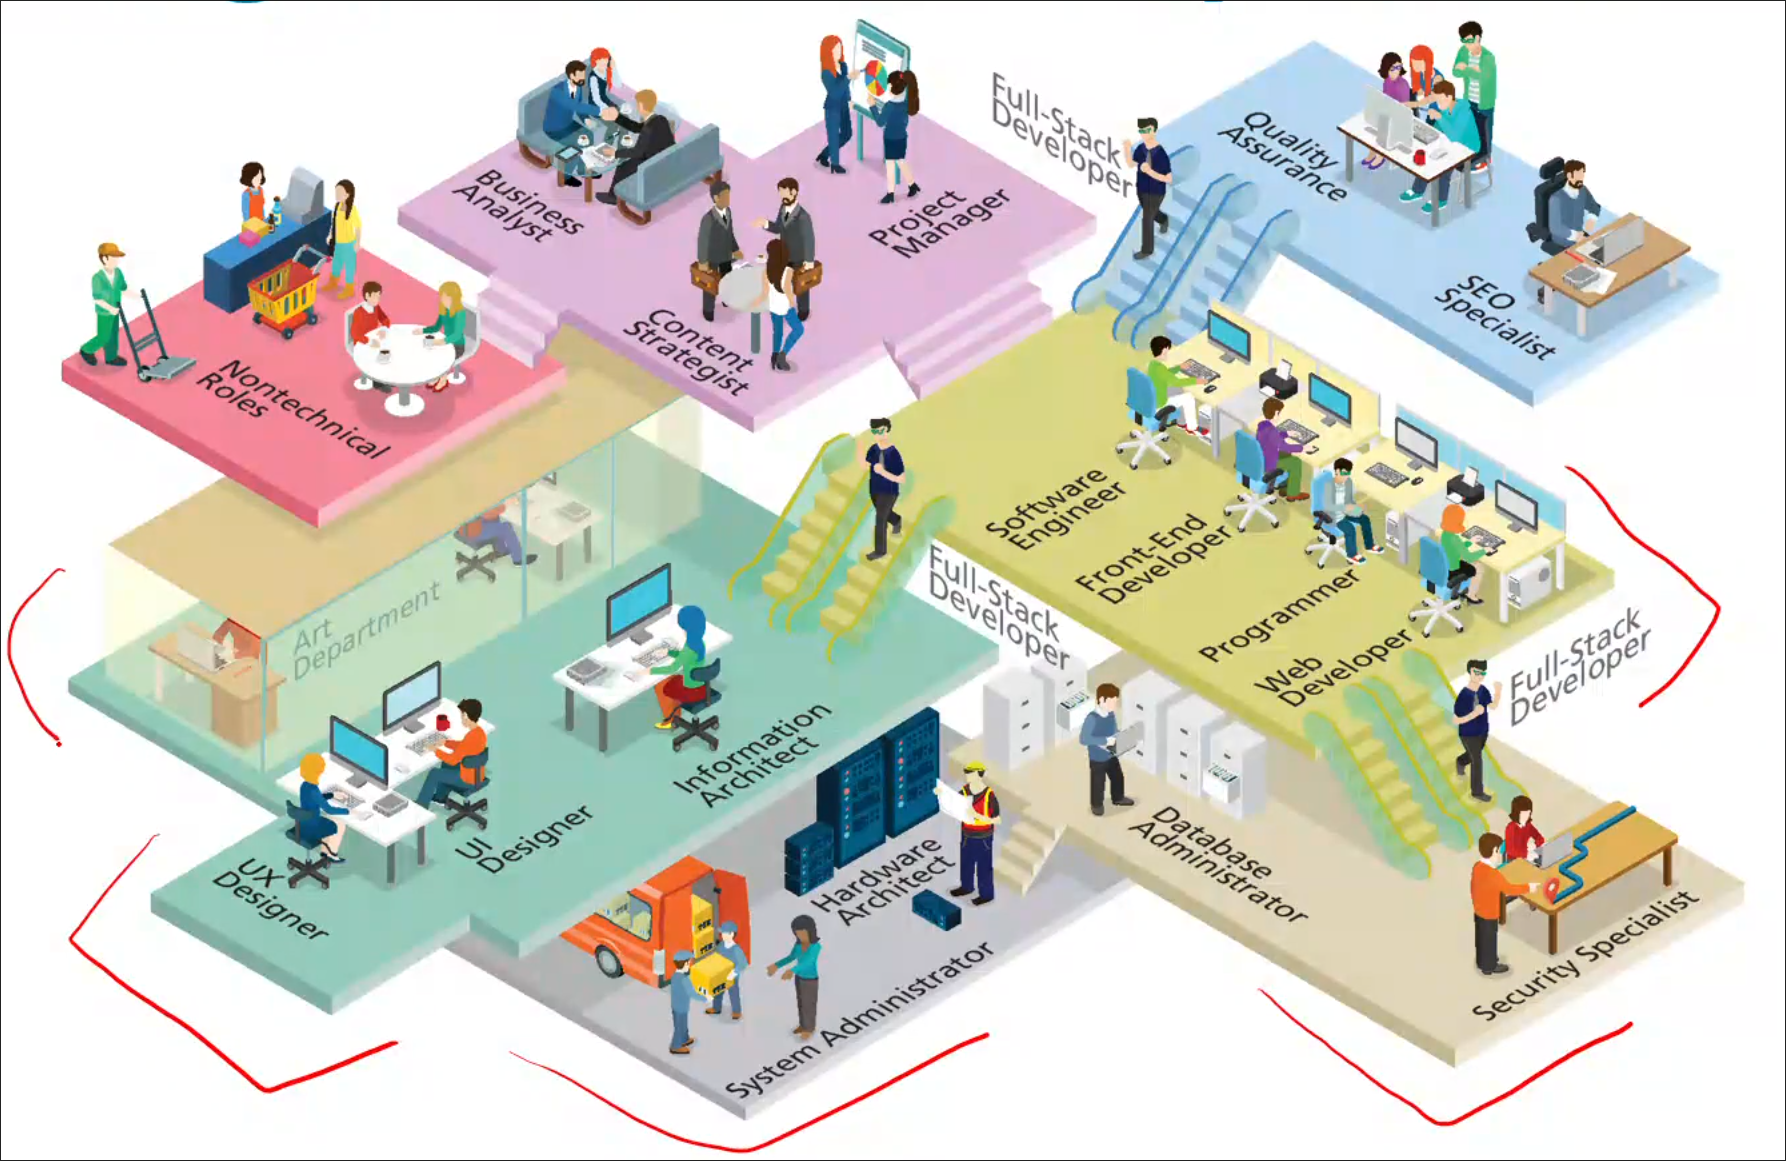 Full-Stack
Developer
Quality
Assurance
Business
Analyst
Project
Manager
SEO
Specialist
Content
Strategist
Nontechnical
Roles
Software
Engineer
Front-End
Developer
Programmer
Web
Developer
Full-Stack
Developer
Full-Stack
Developer
Art
Department
Information
Architect
UI
Designer
UX
Designer
Hardware
Architect
Database
Administrator
System Administrator
Security Specialist